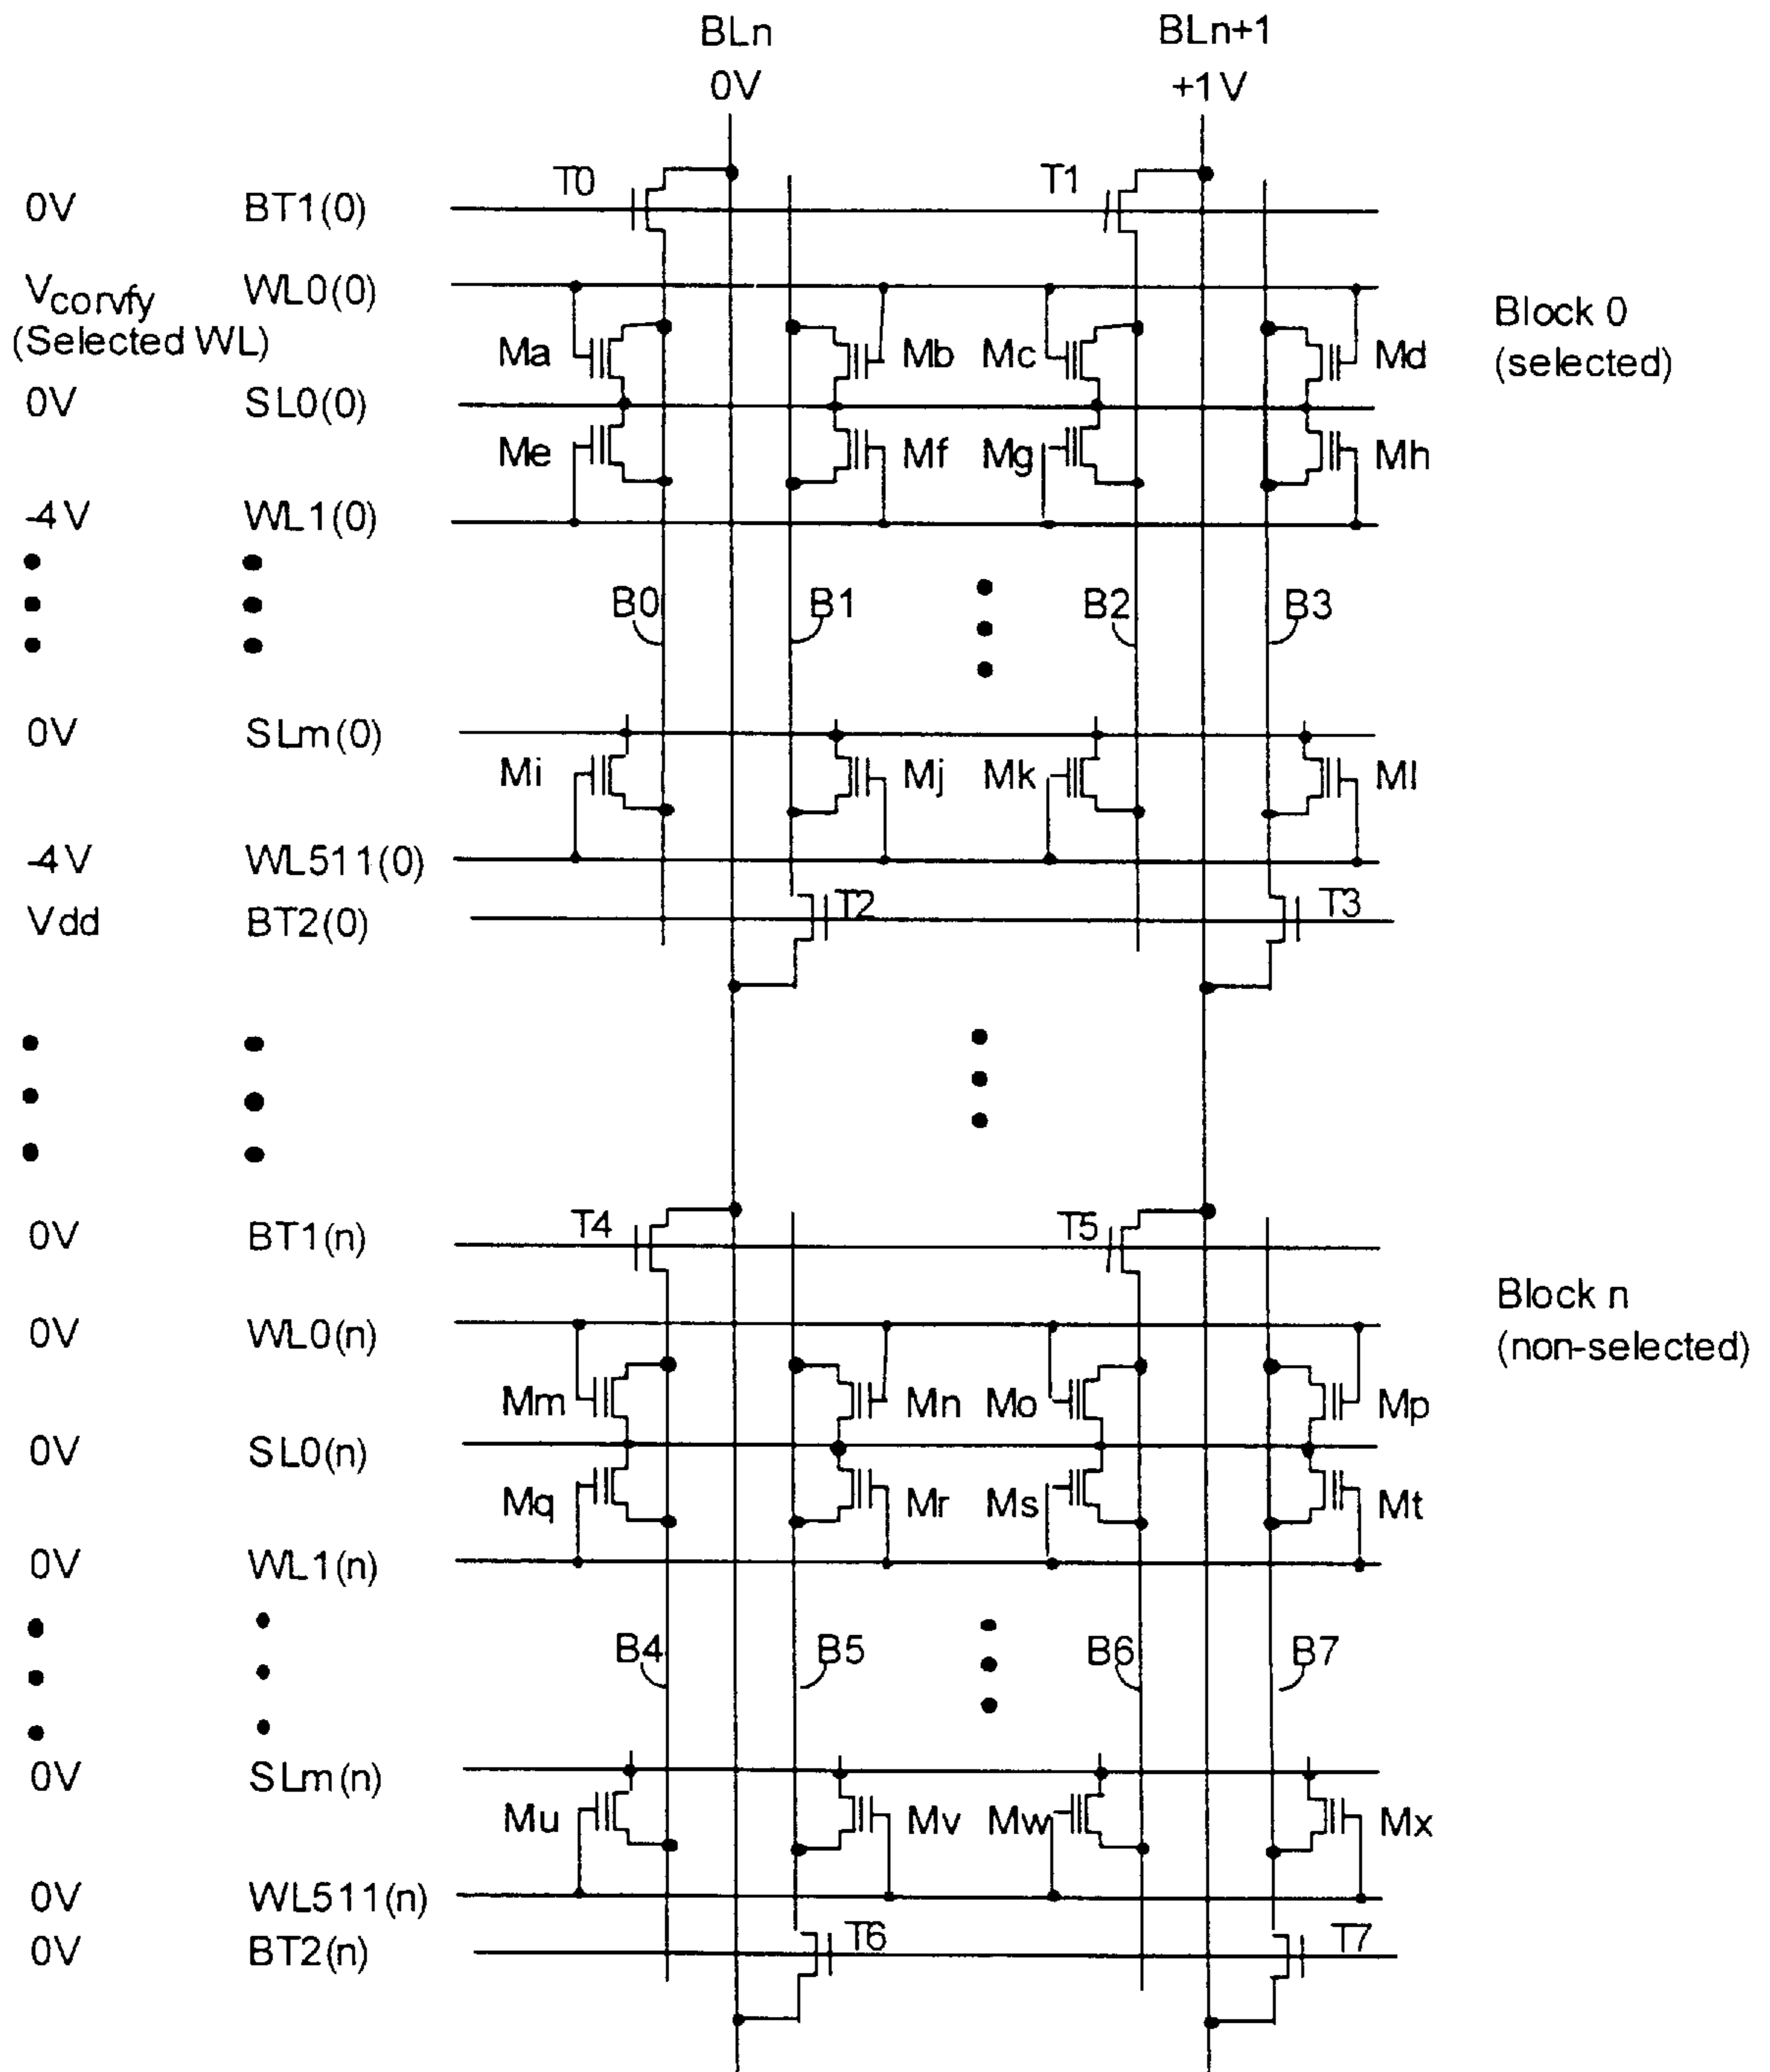 BLn BLn+1
0V +1V
T0 T1
0V BT1(0)
Vcorvfy WL0(0) Block 0
(Selected WL) Ma Mb Mc Md (selected)
0V SL0(0)
Me Mf Mg Mh
-4V WL1(0)
B0 B1 B2 B3
0V SLm(0)
Mi Mj Mk Ml
-4V WL511(0)
Vdd BT2(0) T2 T3
0V BT1(n) T4 T5
Block n
0V WL0(n) (non-selected)
Mm Mn Mo Mp
0V SL0(n)
Mq Mr Ms Mt
0V WL1(n)
B4 B5 B6 B7
0V SLm(n)
Mu Mv Mw Mx
0V WL511(n)
0V BT2(n) T6 T7